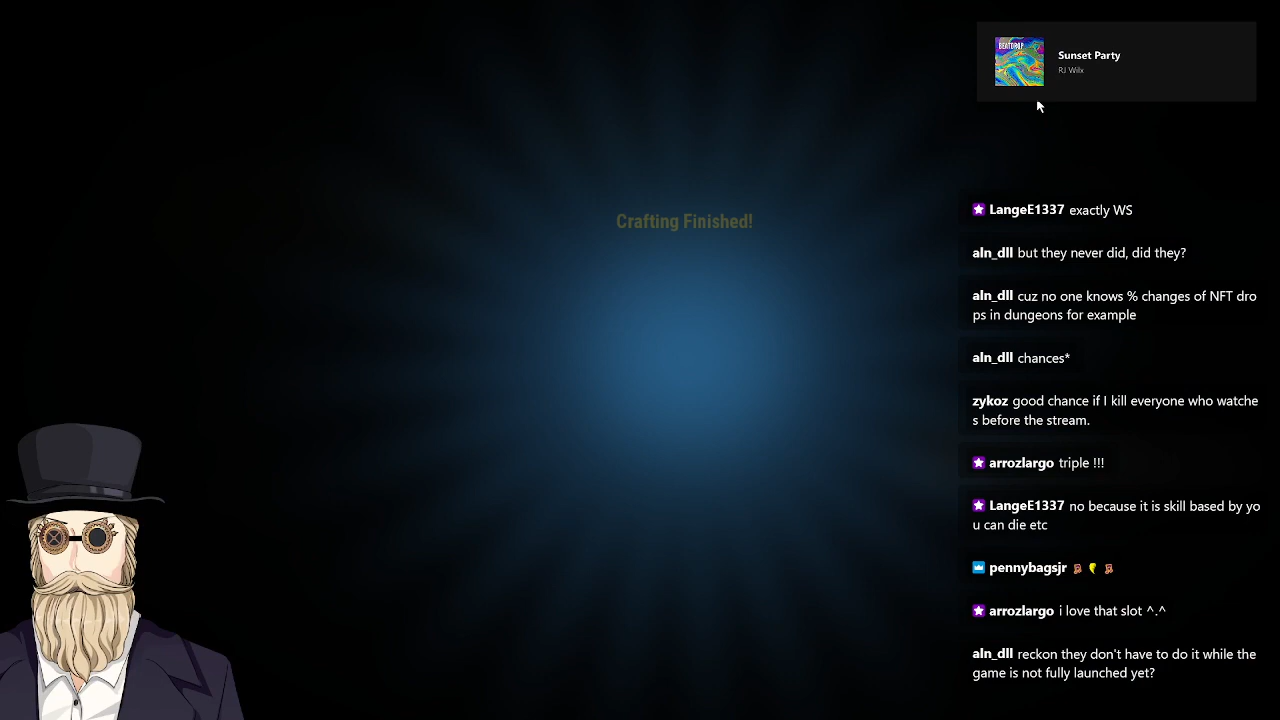 BEATDROP
Sunset Party
RJ Wilx
Crafting Finished!
LangeE1337 exactly WS
aln_dll but they never did, did they?
aln_dll cuz no one knows % changes of NFT dro
ps in dungeons for example
aln_dll chances*
zykoz good chance if I kill everyone who watche
s before the stream.
arrozlargo triple !!!
LangeE1337 no because it is skill based by yo
u can die etc
pennybagsjr
arrozlargo i love that slot ^.^
aln_dll reckon they don't have to do it while the
game is not fully launched yet?